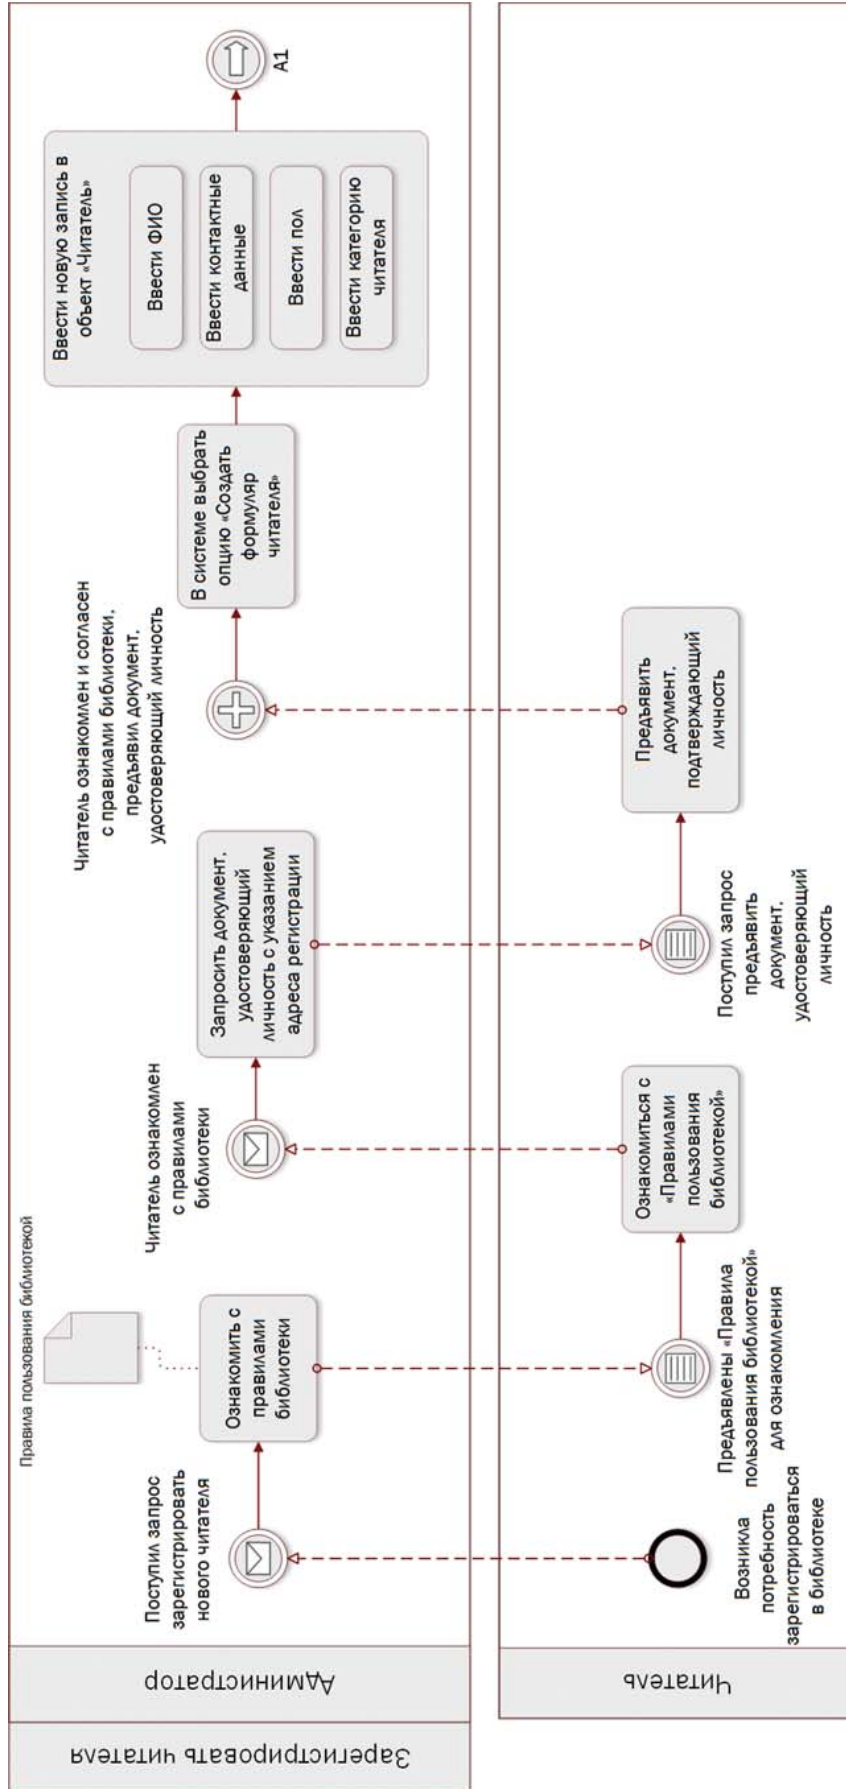 Зарегистрировать читателя
Администратор
Правила пользования библиотекой
Поступил запрос
зарегистрировать
нового читателя
Ознакомить с
правилами
библиотеки
Читатель ознакомлен
с правилами
библиотеки
Запросить документ,
удостоверяющий
личность с указанием
адреса регистрации
Читатель ознакомлен и согласен
с правилами библиотеки,
предъявил документ,
удостоверяющий личность
В системе выбрать
опцию «Создать
формуляр
читателя»
Ввести новую запись в
объект «Читатель»
Ввести ФИО
Ввести контактные
данные
Ввести пол
Ввести категорию
читателя
А1
Читатель
Возникла
потребность
зарегистрироваться
в библиотеке
Предъявлены «Правила
пользования библиотекой»
для ознакомления
Ознакомиться с
«Правилами
пользования
библиотекой»
Поступил запрос
предъявить
документ,
удостоверяющий
личность
Предъявить
документ,
подтверждающий
личность